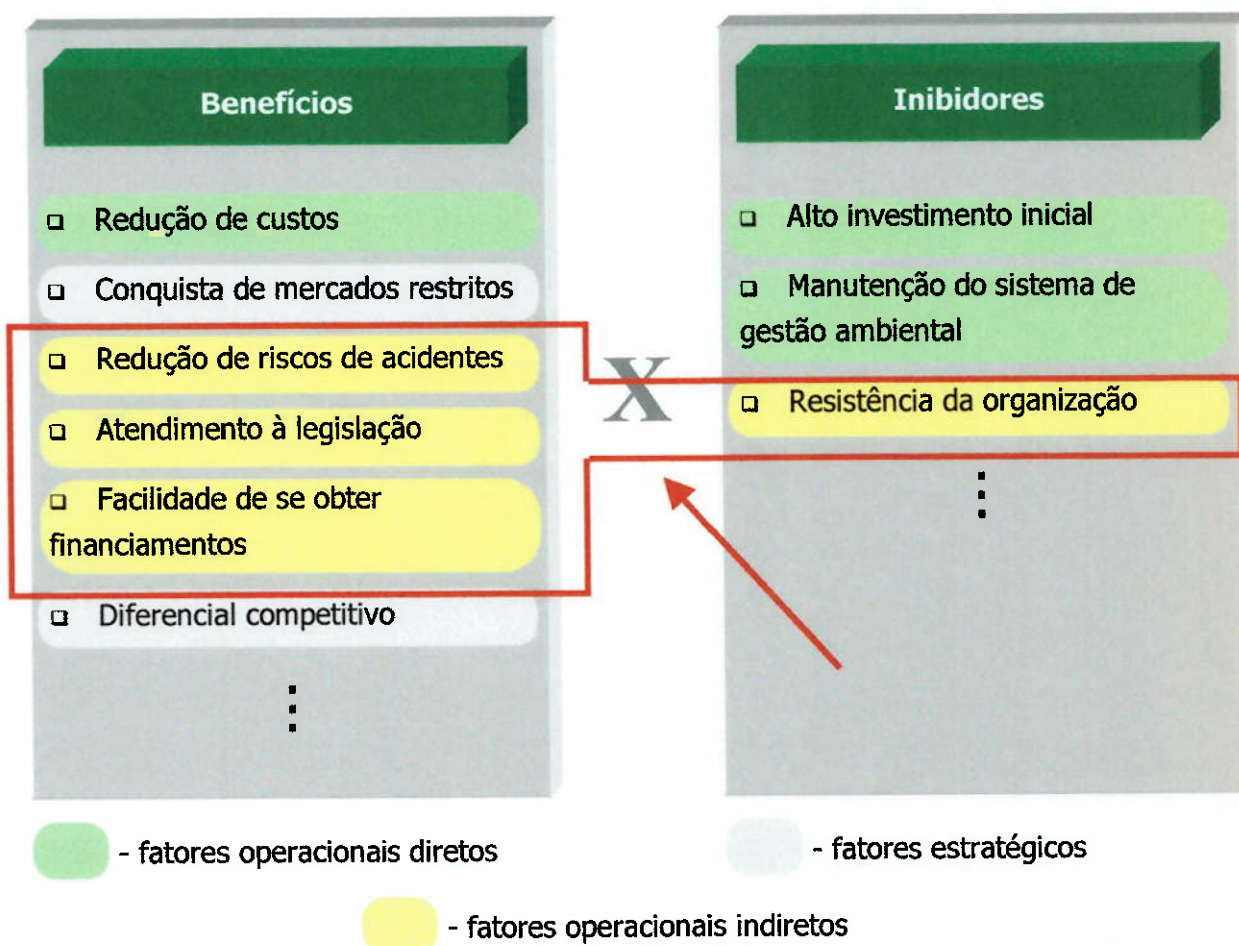 Benefícios
❑ Redução de custos
❑ Conquista de mercados restritos
❑ Redução de riscos de acidentes
❑ Atendimento à legislação
❑ Facilidade de se obter
financiamentos
❑ Diferencial competitivo
⋮
X
Inibidores
❑ Alto investimento inicial
❑ Manutenção do sistema de
gestão ambiental
❑ Resistência da organização
⋮
- fatores operacionais diretos
- fatores estratégicos
- fatores operacionais indiretos